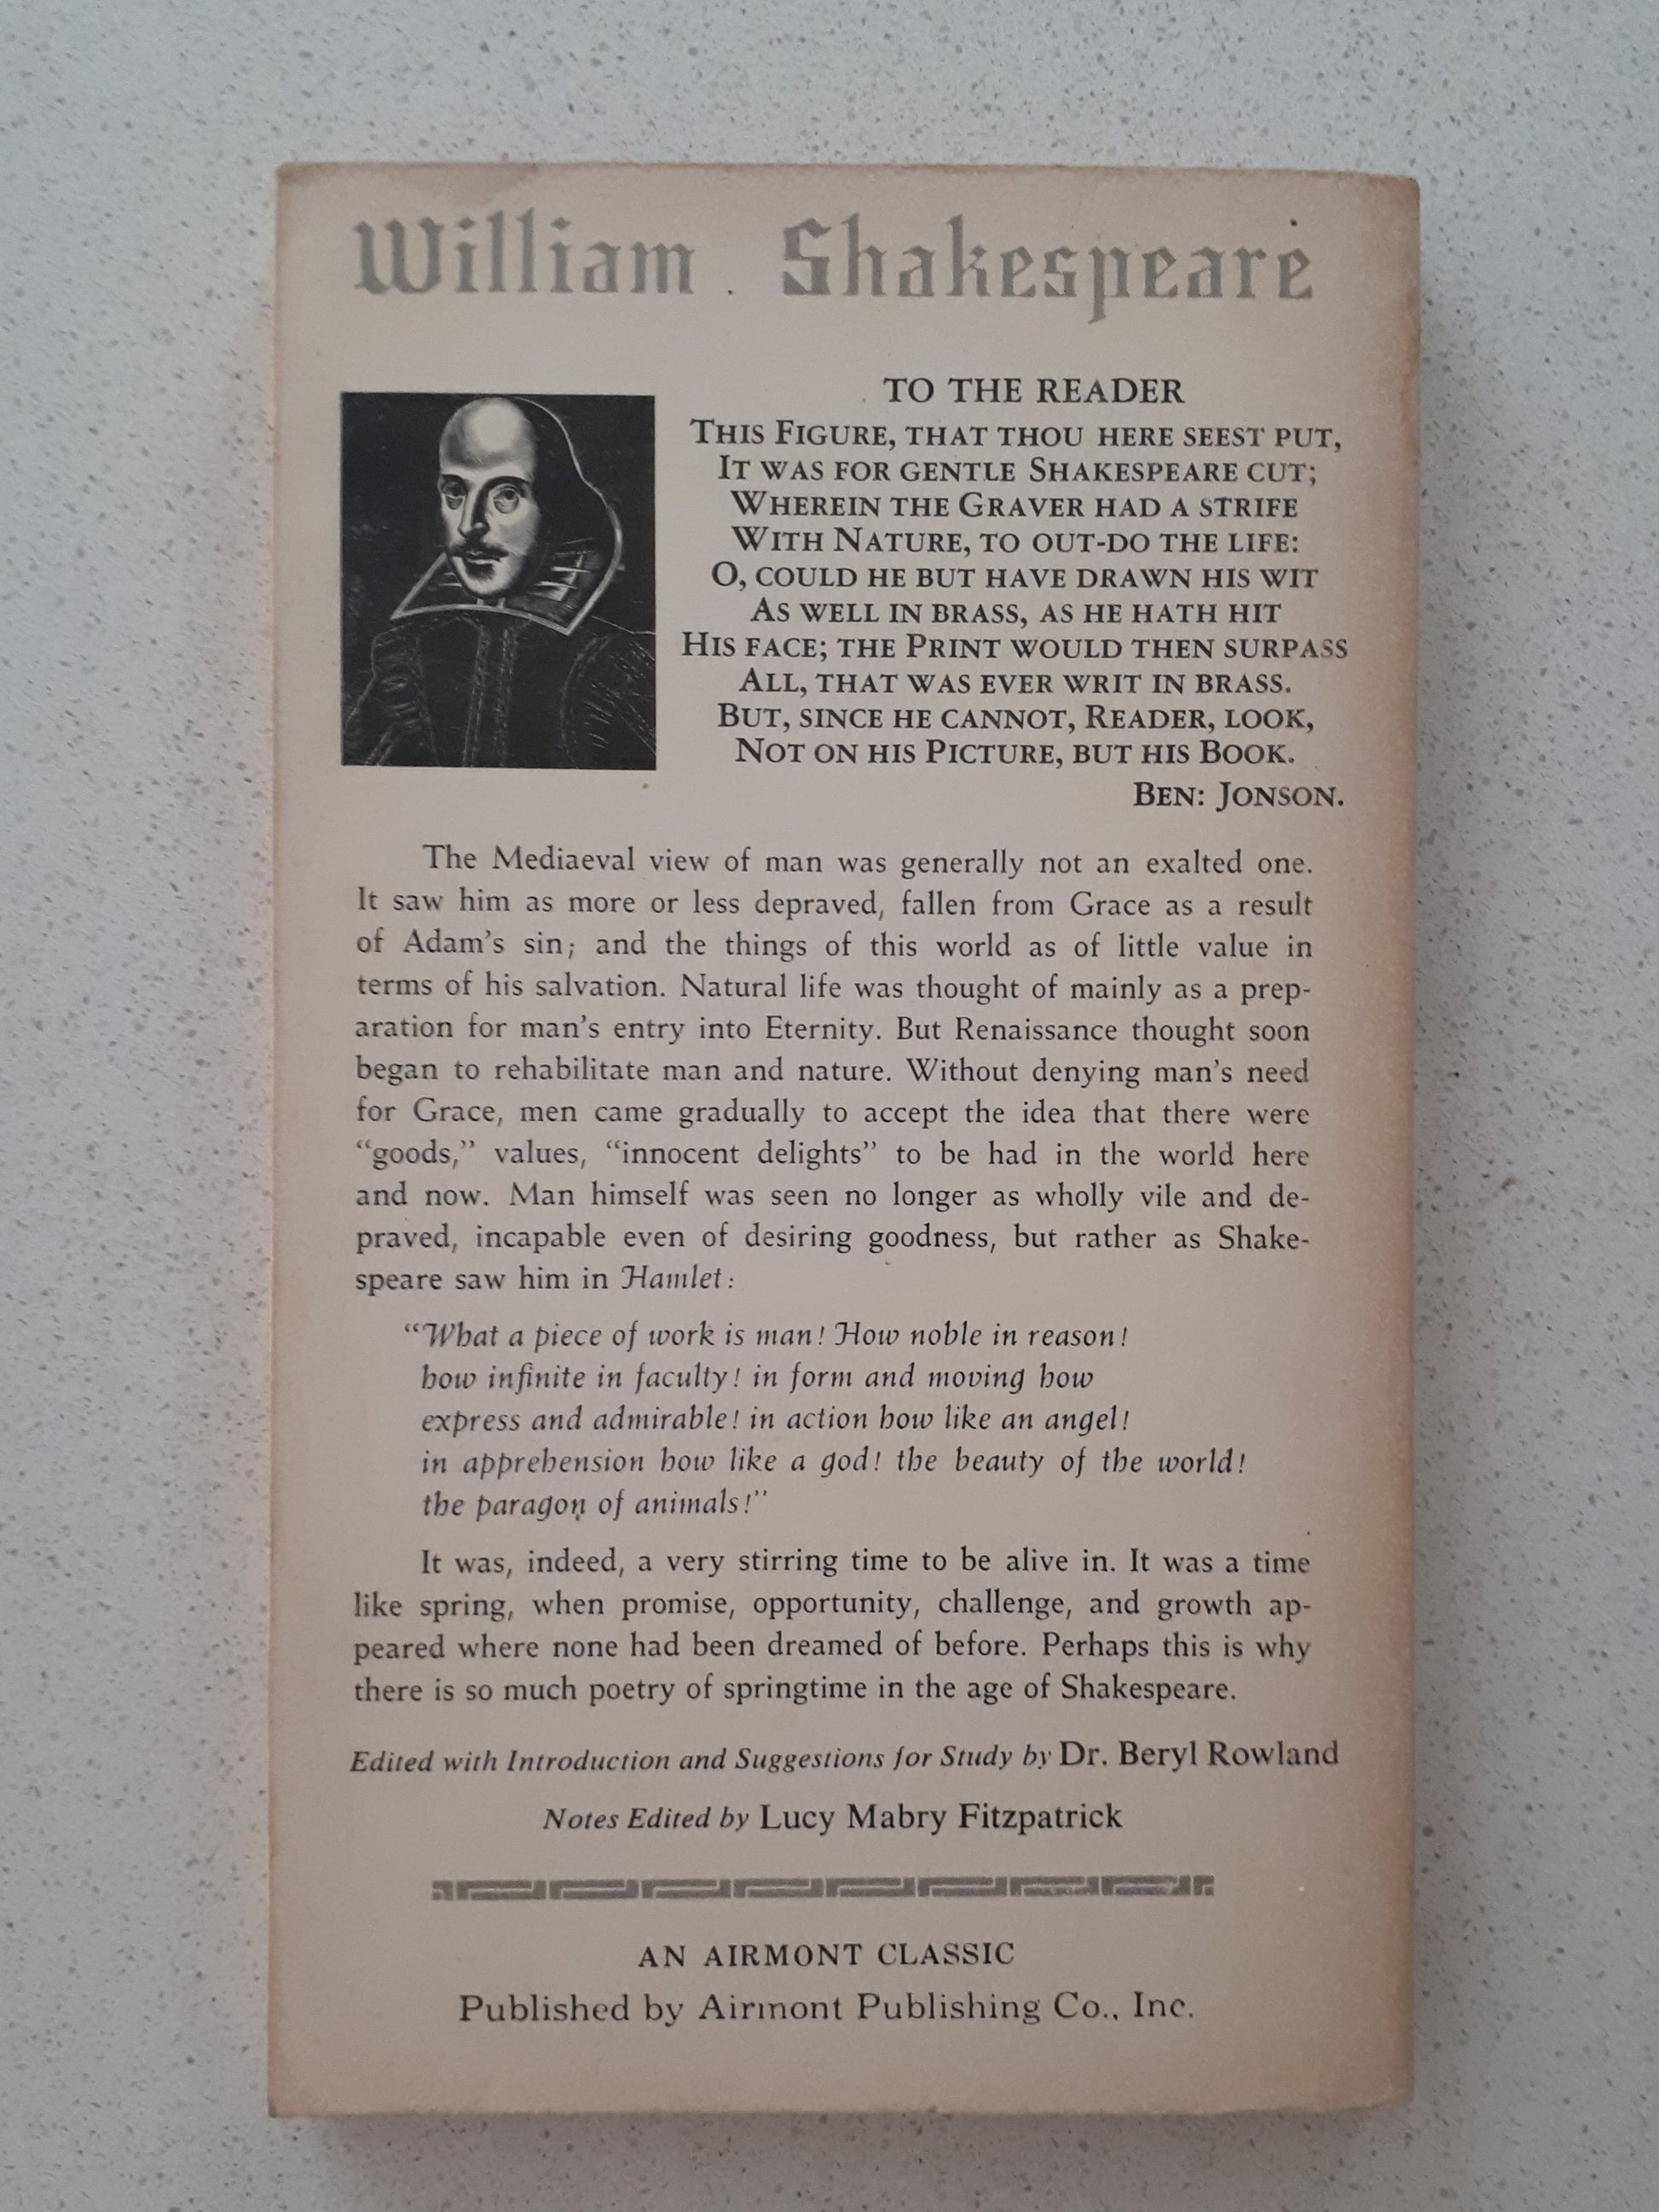 William Shakespeare
TO THE READER
THIS FIGURE, THAT THOU HERE SEEST PUT,
IT WAS FOR GENTLE SHAKESPEARE CUT;
WHEREIN THE GRAVER HAD A STRIFE
WITH NATURE, TO OUT-DO THE LIFE:
O, COULD HE BUT HAVE DRAWN HIS WIT
AS WELL IN BRASS, AS HE HATH HIT
HIS FACE; THE PRINT WOULD THEN SURPASS
ALL, THAT WAS EVER WRIT IN BRASS.
BUT, SINCE HE CANNOT, READER, LOOK,
NOT ON HIS PICTURE, BUT HIS BOOK.
BEN: JONSON.
The Mediaeval view of man was generally not an exalted one.
It saw him as more or less depraved, fallen from Grace as a result
of Adam's sin; and the things of this world as of little value in
terms of his salvation. Natural life was thought of mainly as a prep-
aration for man's entry into Eternity. But Renaissance thought soon
began to rehabilitate man and nature. Without denying man's need
for Grace, men came gradually to accept the idea that there were
“goods,” values, “innocent delights” to be had in the world here
and now. Man himself was seen no longer as wholly vile and de-
praved, incapable even of desiring goodness, but rather as Shake-
speare saw him in Hamlet:
“What a piece of work is man! How noble in reason!
how infinite in faculty! in form and moving how
express and admirable! in action how like an angel!
in apprehension how like a god! the beauty of the world!
the paragon of animals!”
It was, indeed, a very stirring time to be alive in. It was a time
like spring, when promise, opportunity, challenge, and growth ap-
peared where none had been dreamed of before. Perhaps this is why
there is so much poetry of springtime in the age of Shakespeare.
Edited with Introduction and Suggestions for Study by Dr. Beryl Rowland
Notes Edited by Lucy Mabry Fitzpatrick
AN AIRMONT CLASSIC
Published by Airmont Publishing Co., Inc.